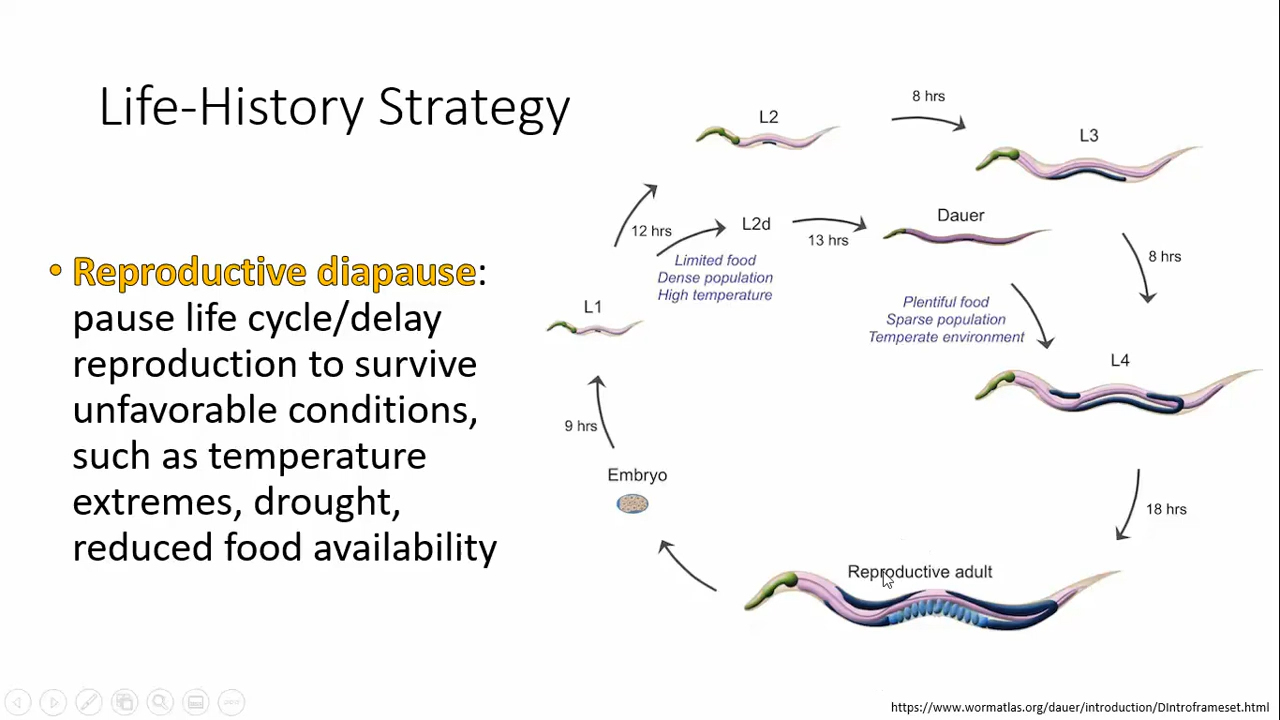 Life-History Strategy
• Reproductive diapause:
pause life cycle/delay
reproduction to survive
unfavorable conditions,
such as temperature
extremes, drought,
reduced food availability
L2
8 hrs
L3
12 hrs
L2d
13 hrs
Dauer
8 hrs
Limited food
Dense population
High temperature
Plentiful food
Sparse population
Temperate environment
L1
L4
9 hrs
Embryo
18 hrs
Reproductive adult
https://www.wormatlas.org/dauer/introduction/DIntroframeset.html